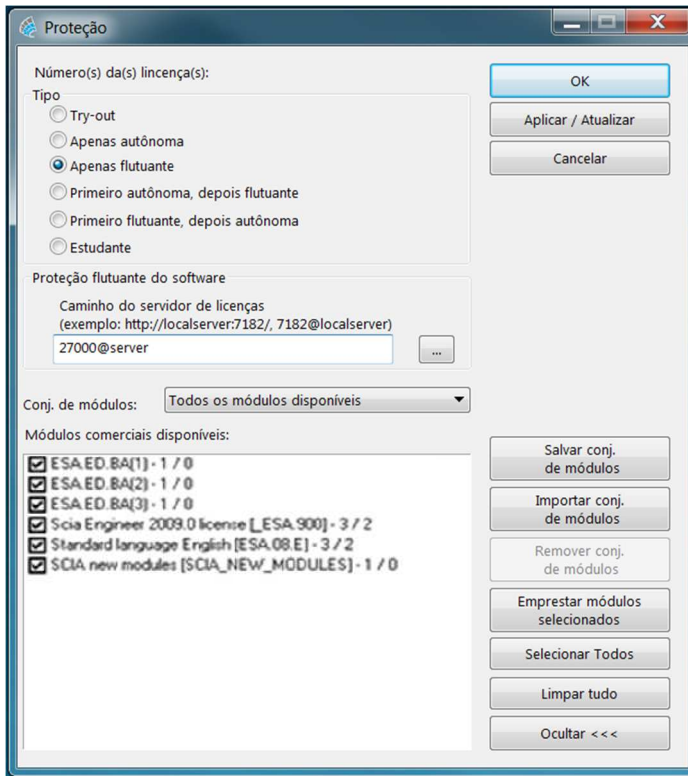 Proteção
Número(s) da(s) lincença(s):
Tipo
Try-out
Apenas autônoma
Apenas flutuante
Primeiro autônoma, depois flutuante
Primeiro flutuante, depois autônoma
Estudante
OK
Aplicar / Atualizar
Cancelar
Proteção flutuante do software
Caminho do servidor de licenças
(exemplo: http://localserver:7182/, 7182@localserver)
27000@server
...
Conj. de módulos:
Todos os módulos disponíveis
Módulos comerciais disponíveis:
ESA.ED.BA(1) - 1 / 0
ESA.ED.BA(2) - 1 / 0
ESA.ED.BA(3) - 1 / 0
Scia Engineer 2009.0 license [_ESA.900] - 3 / 2
Standard language English [ESA.08.E] - 3 / 2
SCIA new modules [SCIA_NEW_MODULES] - 1 / 0
Salvar conj.
de módulos
Importar conj.
de módulos
Remover conj.
de módulos
Emprestar módulos
selecionados
Selecionar Todos
Limpar tudo
Ocultar <<<